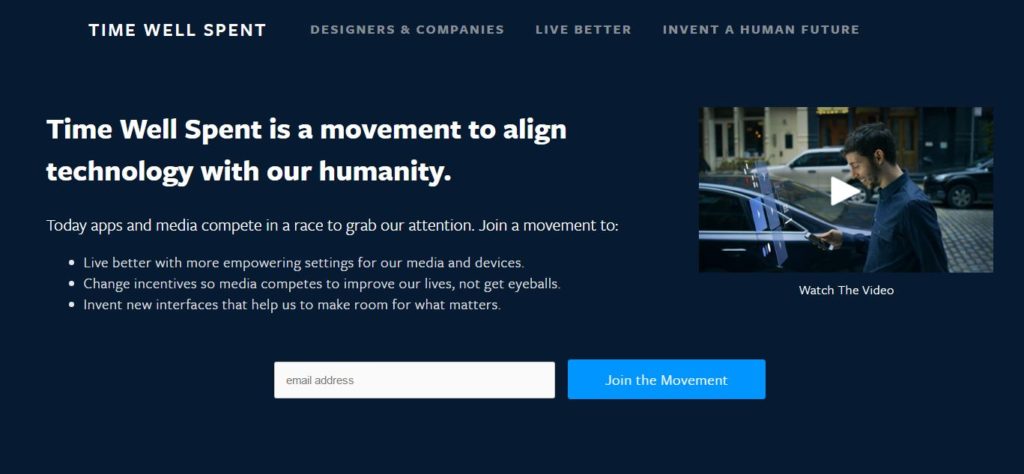 TIME WELL SPENT
DESIGNERS & COMPANIES
LIVE BETTER
INVENT A HUMAN FUTURE
Time Well Spent is a movement to align
technology with our humanity.
Today apps and media compete in a race to grab our attention. Join a movement to:
Live better with more empowering settings for our media and devices.
Change incentives so media competes to improve our lives, not get eyeballs.
Invent new interfaces that help us to make room for what matters.
Watch The Video
email address
Join the Movement